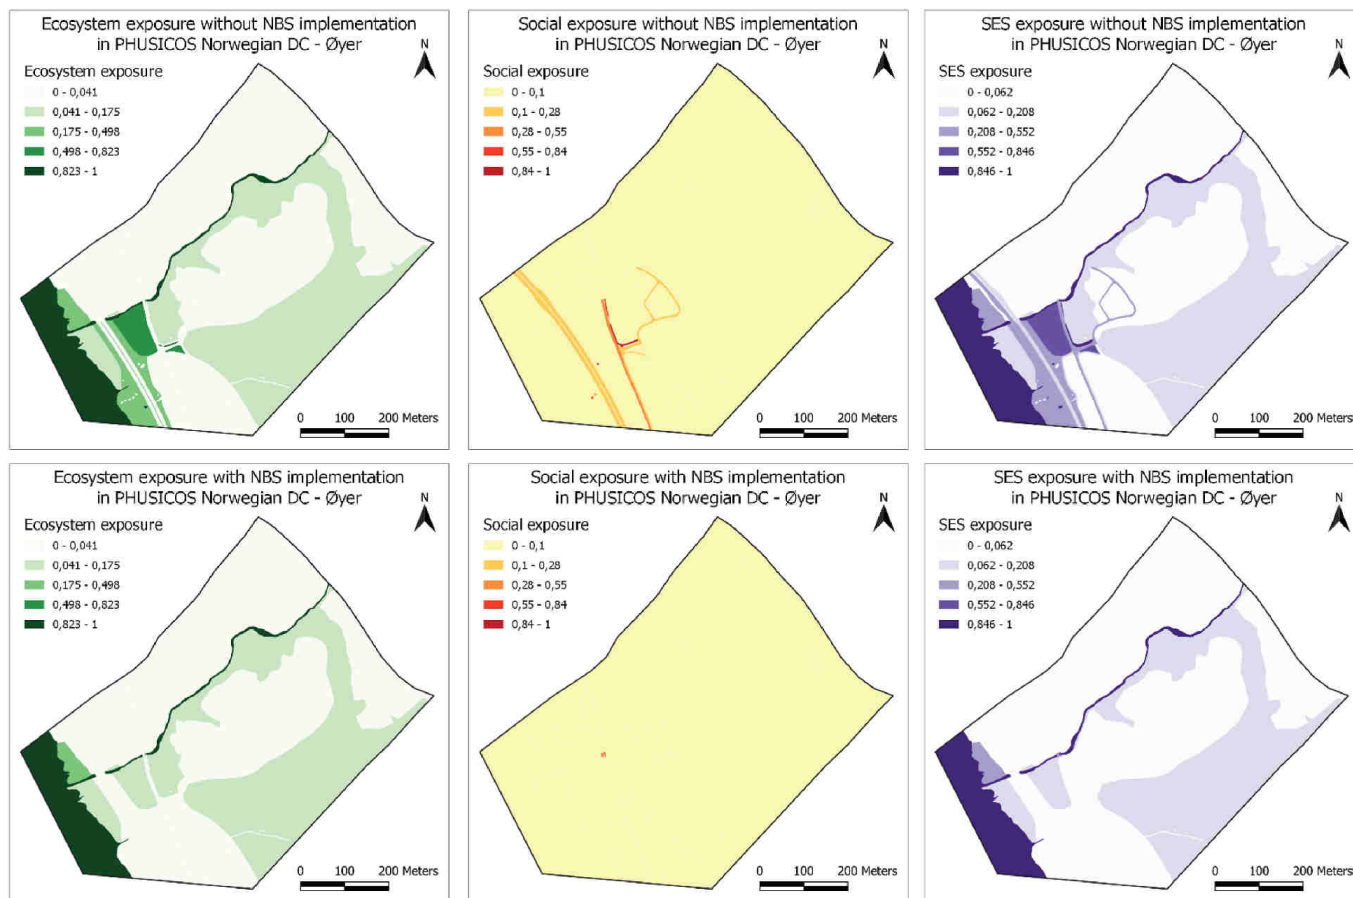 Ecosystem exposure without NBS implementation
in PHUSICOS Norwegian DC - Øyer
N
Ecosystem exposure
0 - 0,041
0,041 - 0,175
0,175 - 0,498
0,498 - 0,823
0,823 - 1
0 100 200 Meters
Social exposure without NBS implementation
in PHUSICOS Norwegian DC - Øyer
N
Social exposure
0 - 0,1
0,1 - 0,28
0,28 - 0,55
0,55 - 0,84
0,84 - 1
0 100 200 Meters
SES exposure without NBS implementation
in PHUSICOS Norwegian DC - Øyer
N
SES exposure
0 - 0,062
0,062 - 0,208
0,208 - 0,552
0,552 - 0,846
0,846 - 1
0 100 200 Meters
Ecosystem exposure with NBS implementation
in PHUSICOS Norwegian DC - Øyer
N
Ecosystem exposure
0 - 0,041
0,041 - 0,175
0,175 - 0,498
0,498 - 0,823
0,823 - 1
0 100 200 Meters
Social exposure with NBS implementation
in PHUSICOS Norwegian DC - Øyer
N
Social exposure
0 - 0,1
0,1 - 0,28
0,28 - 0,55
0,55 - 0,84
0,84 - 1
0 100 200 Meters
SES exposure with NBS implementation
in PHUSICOS Norwegian DC - Øyer
N
SES exposure
0 - 0,062
0,062 - 0,208
0,208 - 0,552
0,552 - 0,846
0,846 - 1
0 100 200 Meters